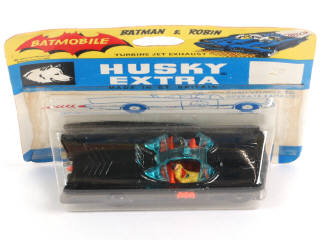 BATMOBILE
BATMAN & ROBIN
TURBINE JET EXHAUST
HUSKY
EXTRA
MADE IN GT. BRITAIN